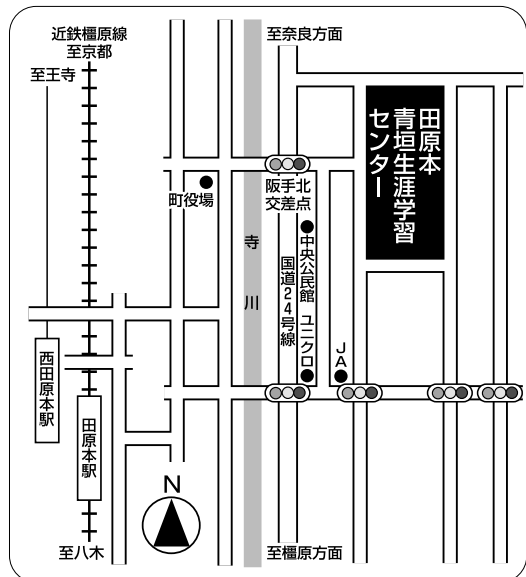 近鉄橿原線
至京都
至王寺
至奈良方面
田原本
青垣生涯学習
センター
町役場
阪手北
交差点
寺川
国道24号線
中央公民館
ユニクロ
JA
西田原本駅
田原本駅
N
至八木
至橿原方面